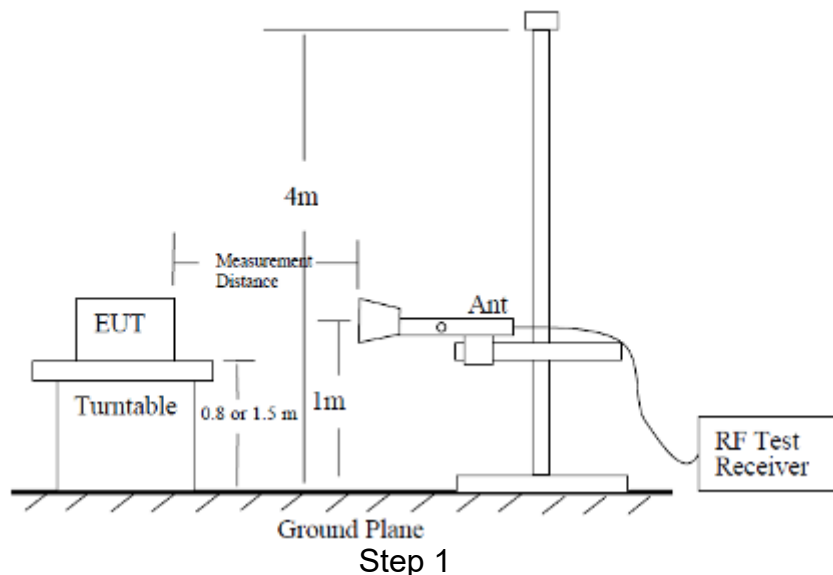 4m
Measurement
Distance
EUT
Ant
Turntable
0.8 or 1.5 m
1m
RF Test
Receiver
Ground Plane
Step 1